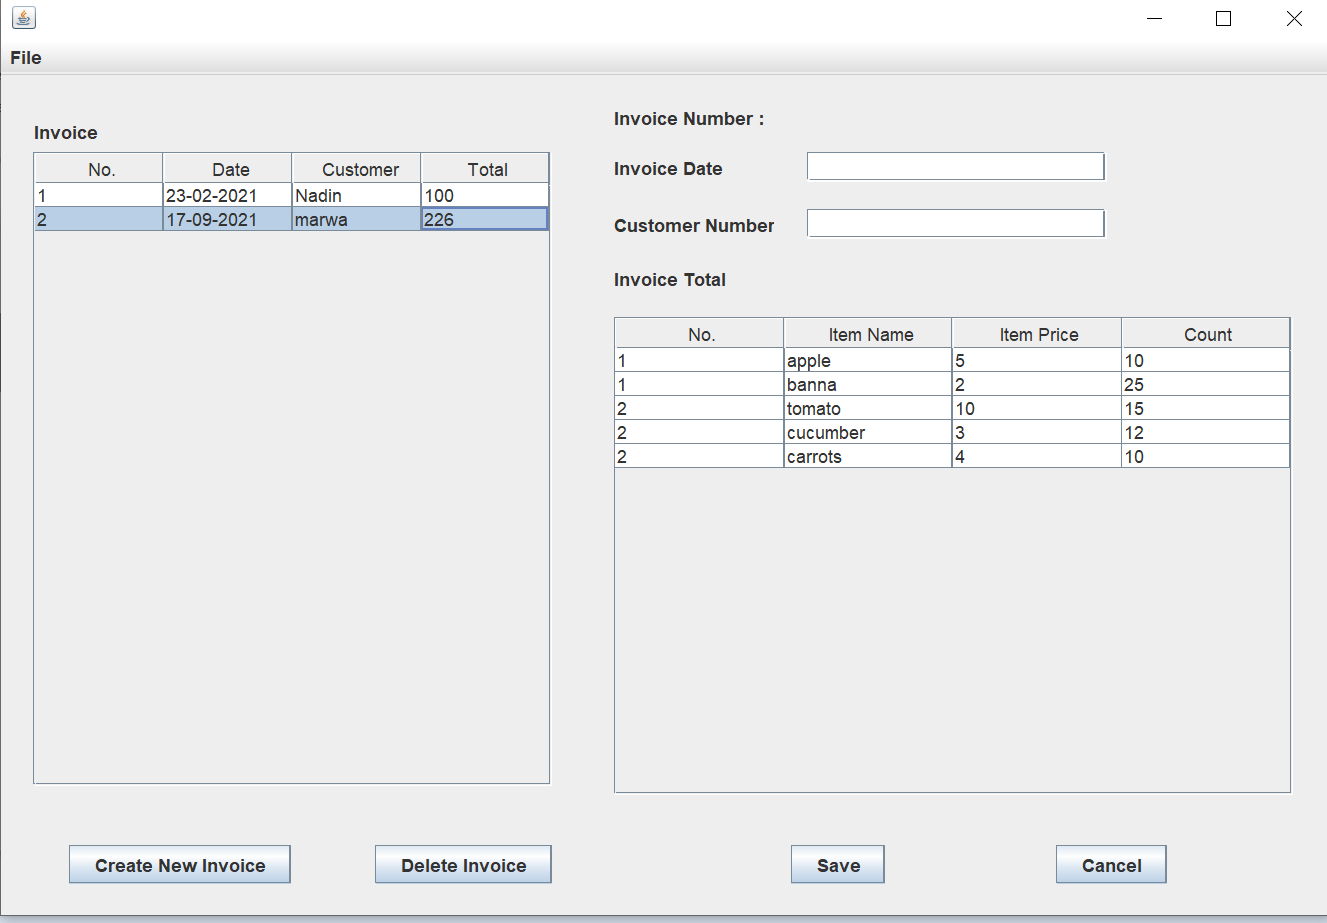 File
Invoice
No. Date Customer Total
1 23-02-2021 Nadin 100
2 17-09-2021 marwa 226
Invoice Number :
Invoice Date
Customer Number
Invoice Total
No. Item Name Item Price Count
1 apple 5 10
1 banna 2 25
2 tomato 10 15
2 cucumber 3 12
2 carrots 4 10
Create New Invoice Delete Invoice Save Cancel